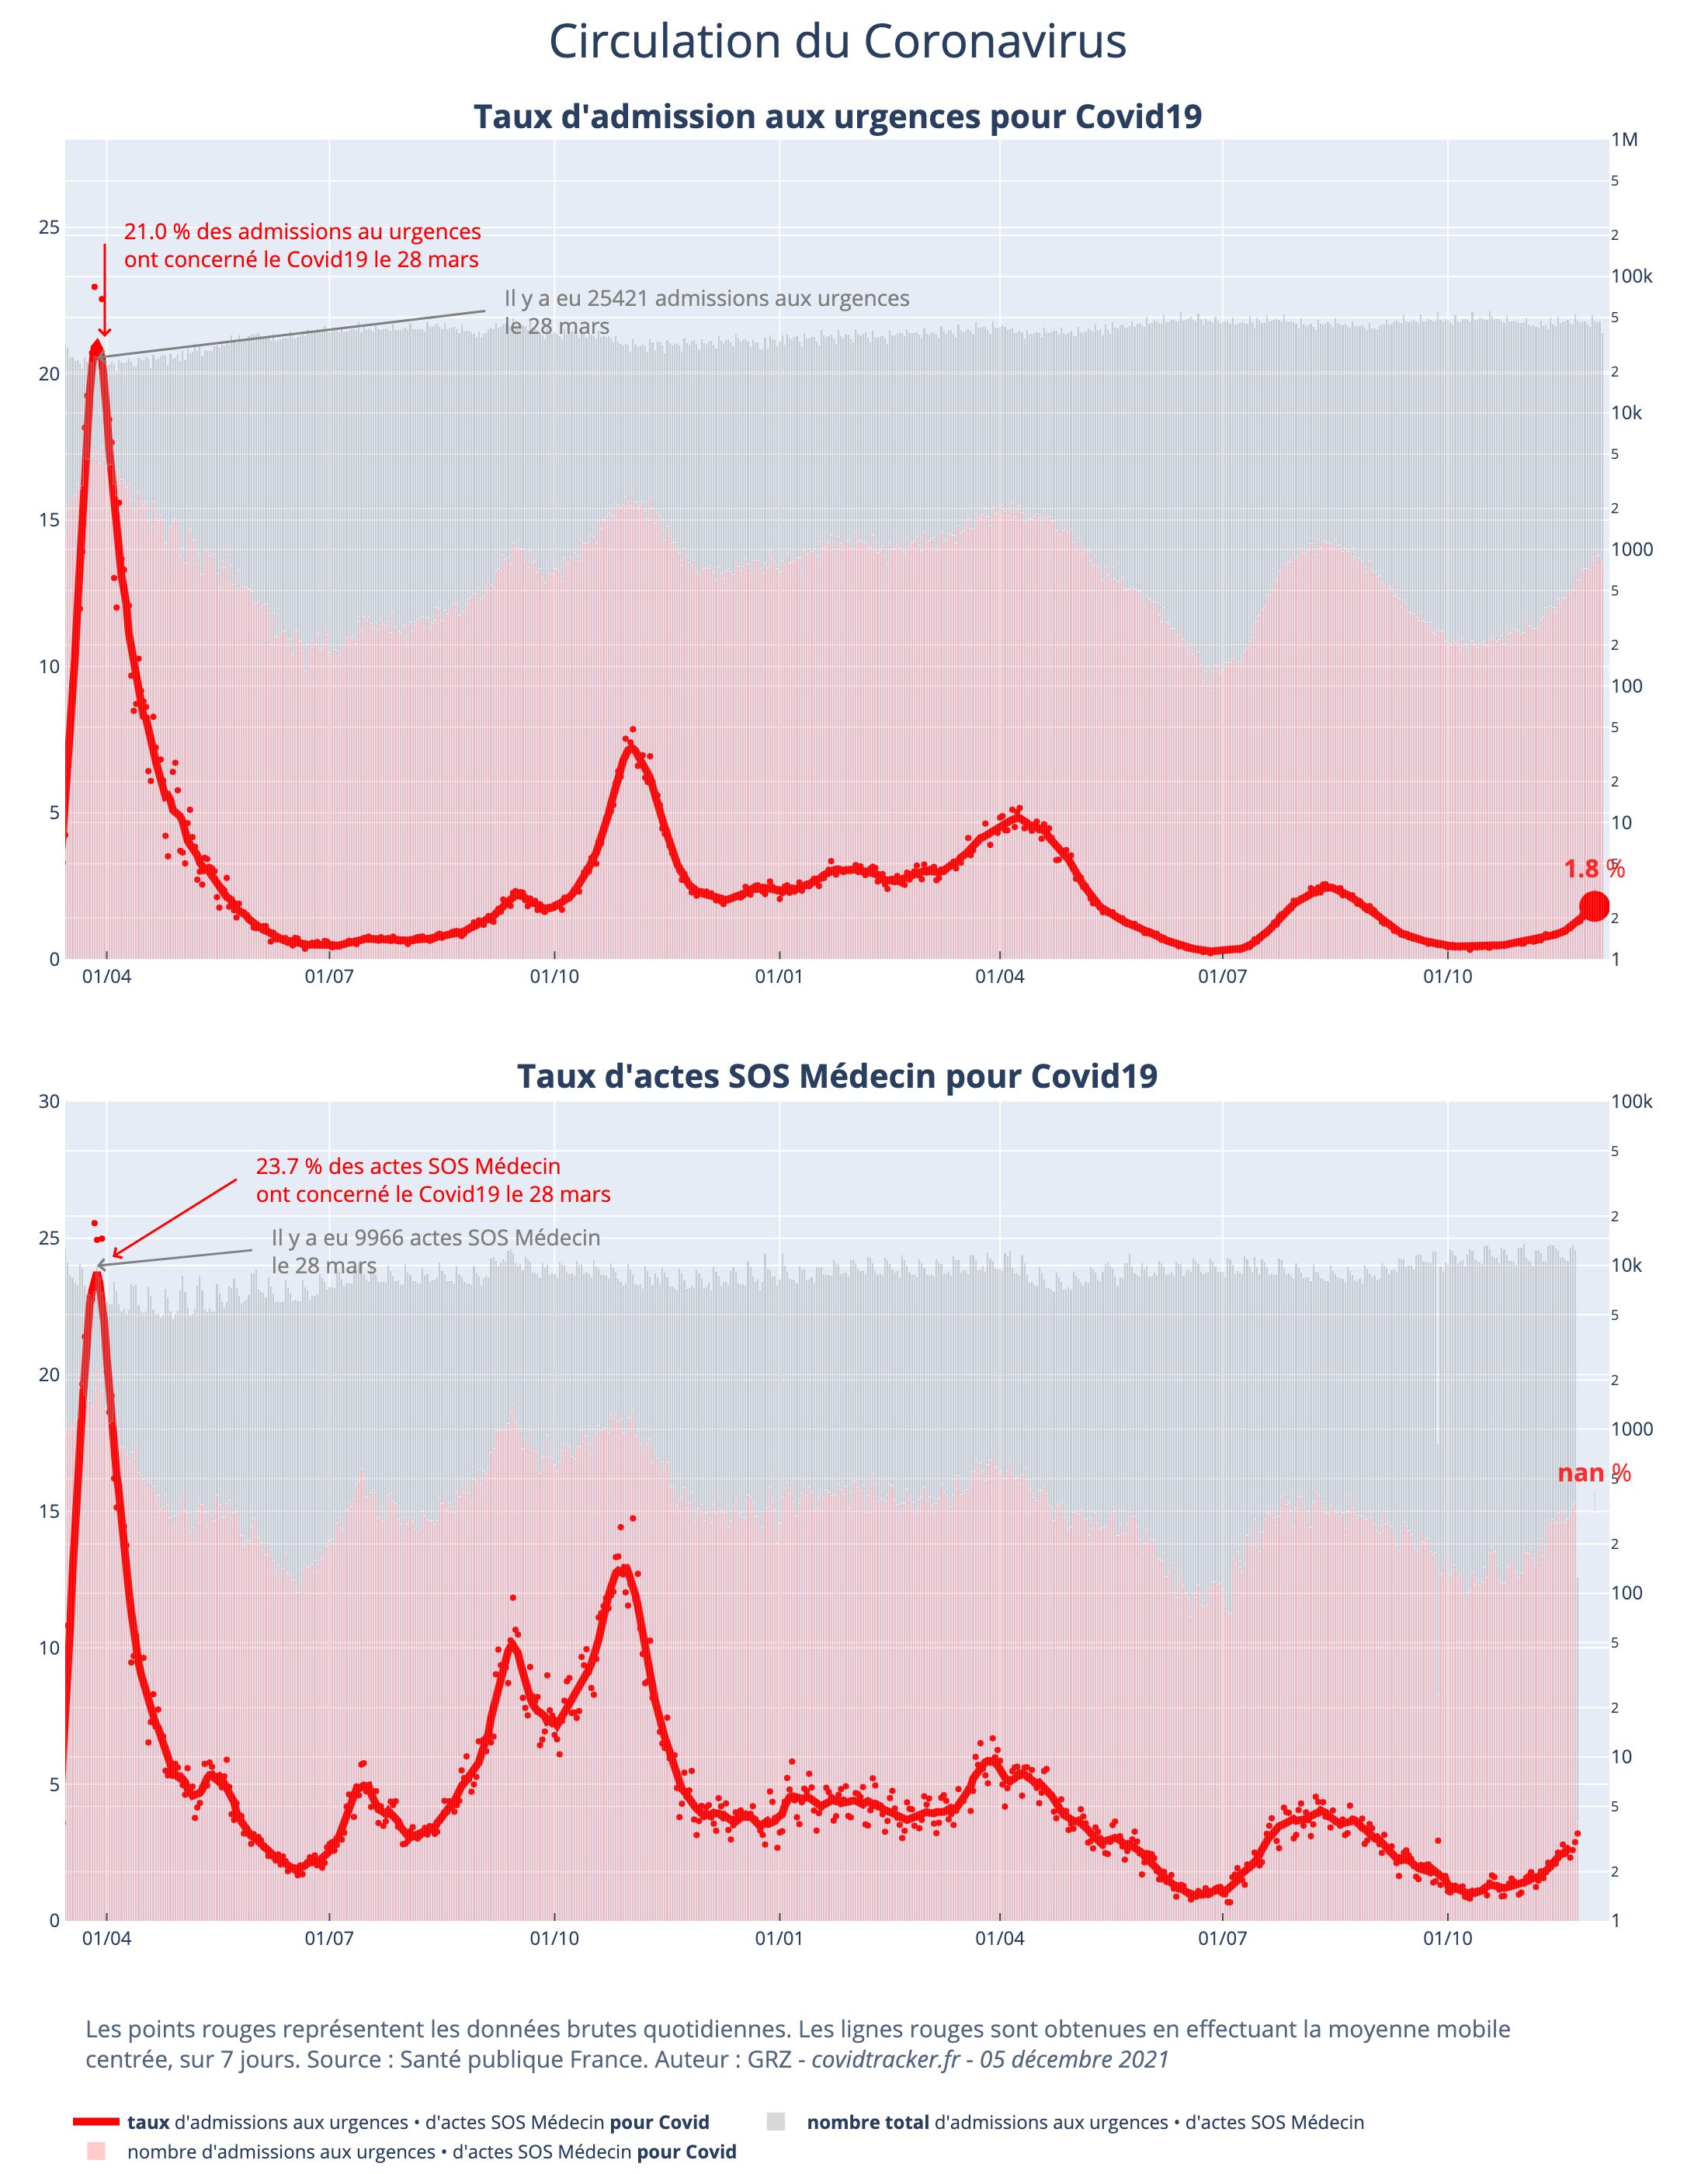 Circulation du Coronavirus
Taux d'admission aux urgences pour Covid19
1M
5
25
21.0 % des admissions au urgences
2
ont concerné le Covid19 le 28 mars
100k
Il y a eu 25421 admissions aux urgences
5
le 28 mars
20
2
10k
5
15
2
1000
5
10
2
100
5
2
5
10
1.8 %
5
2
0
1
01/04
01/07
01/10
01/01
01/04
01/07
01/10
Taux d'actes SOS Médecin pour Covid19
30
100k
23.7 % des actes SOS Médecin
5
ont concerné le Covid19 le 28 mars
2
25
Il y a eu 9966 actes SOS Médecin
le 28 mars
10k
5
20
2
1000
nan %
5
15
2
100
10
5
2
10
5
5
2
0
1
01/04
01/07
01/10
01/01
01/04
01/07
01/10
Les points rouges représentent les données brutes quotidiennes. Les lignes rouges sont obtenues en effectuant la moyenne mobile
centrée, sur 7 jours. Source : Santé publique France. Auteur : GRZ - covidtracker.fr - 05 décembre 2021
taux d'admissions aux urgences • d'actes SOS Médecin pour Covid
nombre total d'admissions aux urgences • d'actes SOS Médecin
nombre d'admissions aux urgences • d'actes SOS Médecin pour Covid